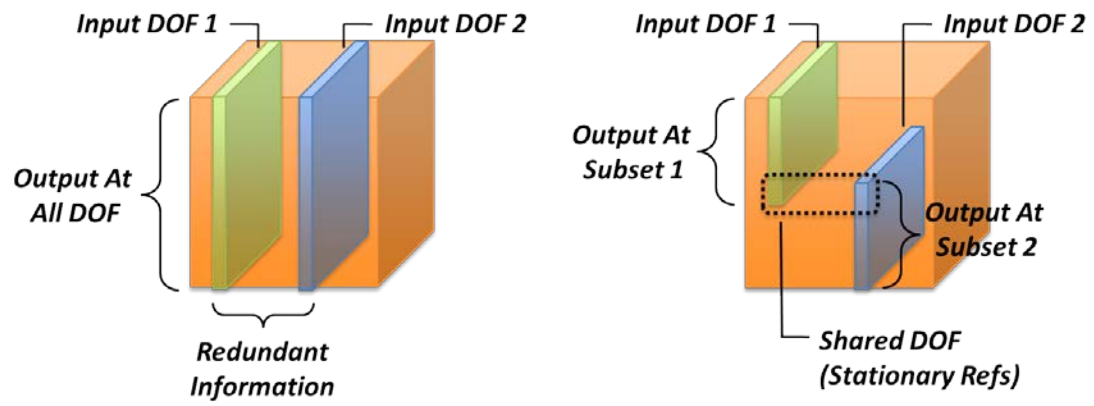 Input DOF 1
Input DOF 2
Output At
All DOF
Redundant
Information
Input DOF 1
Input DOF 2
Output At
Subset 1
Output At
Subset 2
Shared DOF
(Stationary Refs)